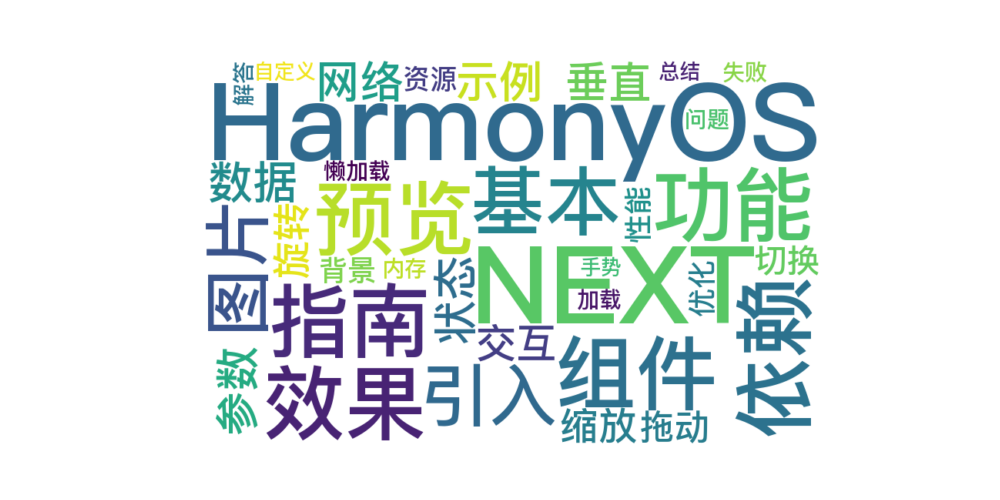 解答
自定义
网络
资源
示例
垂直
总结
失败
HarmonyOS
问题
数据
懒加载
预览
基本
性能
功能
图片
旋转
背景
内存
状态
NEXT
手势
加载
优化
切换
指南
交互
组件
依赖
参数
效果
引入
缩放
拖动